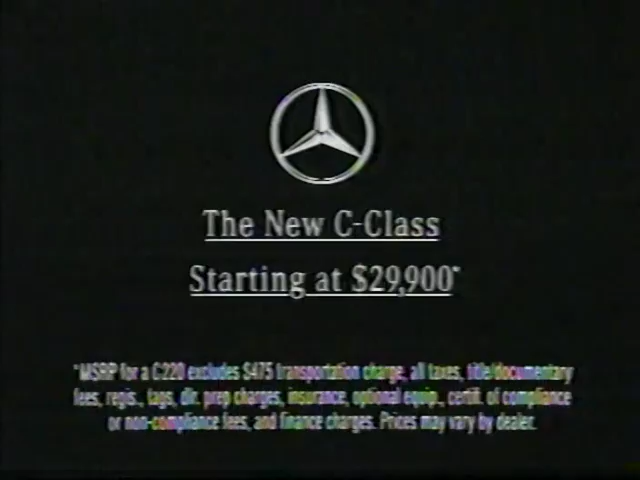 The New C-Class
Starting at $29,900*
*MSRP for a C220 excludes $475 transportation charge, all taxes, title/documentary
fees, regis., tags, dlr. prep charges, insurance, optional equip., certif. of compliance
or non-compliance fees, and finance charges. Prices may vary by dealer.